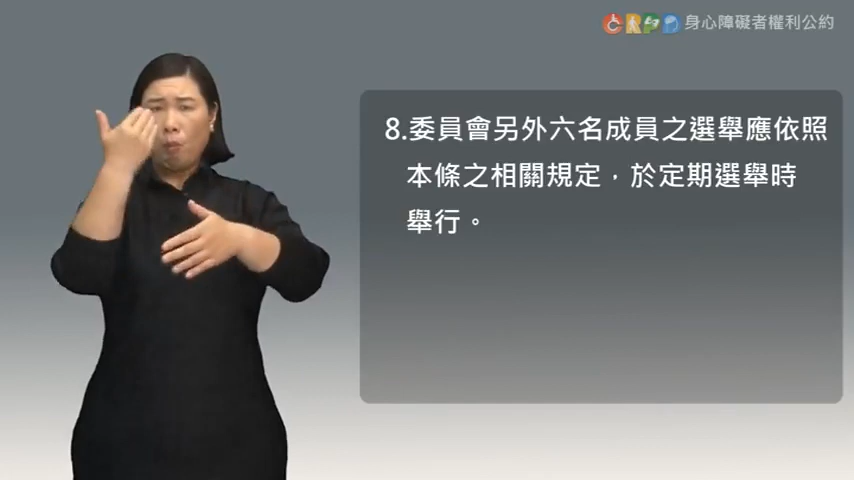 CRPD 身心障礙者權利公約
8.委員會另外六名成員之選舉應依照
本條之相關規定，於定期選舉時
舉行。